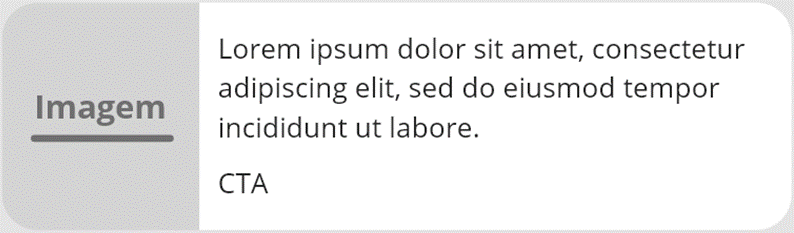 Imagem
Lorem ipsum dolor sit amet, consectetur
adipiscing elit, sed do eiusmod tempor
incididunt ut labore.
CTA